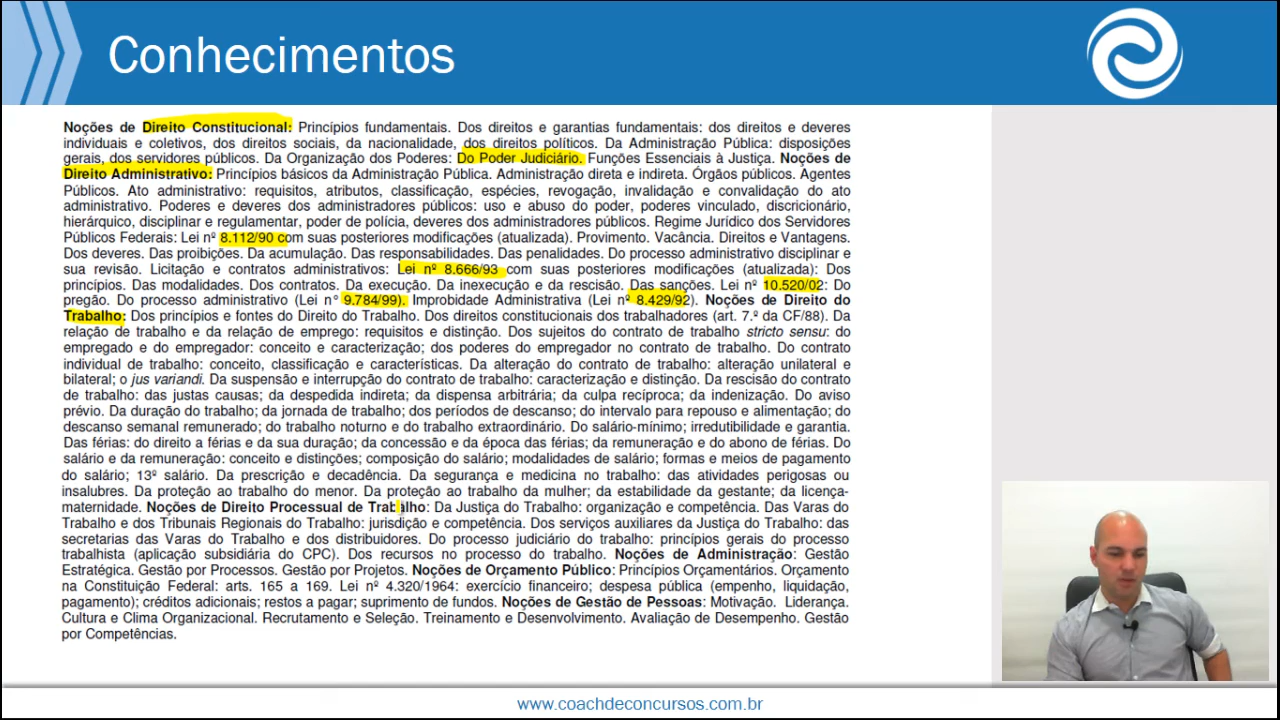 Conhecimentos
Noções de Direito Constitucional: Princípios fundamentais. Dos direitos e garantias fundamentais: dos direitos e deveres
individuais e coletivos, dos direitos sociais, da nacionalidade, dos direitos políticos. Da Administração Pública: disposições
gerais, dos servidores públicos. Da Organização dos Poderes: Do Poder Judiciário. Funções Essenciais à Justiça. Noções de
Direito Administrativo: Princípios básicos da Administração Pública. Administração direta e indireta. Órgãos públicos. Agentes
Públicos. Ato administrativo: requisitos, atributos, classificação, espécies, revogação, invalidação e convalidação do ato
administrativo. Poderes e deveres dos administradores públicos: uso e abuso do poder, poderes vinculado, discricionário,
hierárquico, disciplinar e regulamentar, poder de polícia, deveres dos administradores públicos. Regime Jurídico dos Servidores
Públicos Federais: Lei nº 8.112/90 com suas posteriores modificações (atualizada). Provimento. Vacância. Direitos e Vantagens.
Dos deveres. Das proibições. Da acumulação. Das responsabilidades. Das penalidades. Do processo administrativo disciplinar e
sua revisão. Licitação e contratos administrativos: Lei nº 8.666/93 com suas posteriores modificações (atualizada): Dos
princípios. Das modalidades. Dos contratos. Da execução. Da inexecução e da rescisão. Das sanções. Lei nº 10.520/02: Do
pregão. Do processo administrativo (Lei n° 9.784/99). Improbidade Administrativa (Lei nº 8.429/92). Noções de Direito do
Trabalho: Dos princípios e fontes do Direito do Trabalho. Dos direitos constitucionais dos trabalhadores (art. 7.º da CF/88). Da
relação de trabalho e da relação de emprego: requisitos e distinção. Dos sujeitos do contrato de trabalho stricto sensu: do
empregado e do empregador: conceito e caracterização; dos poderes do empregador no contrato de trabalho. Do contrato
individual de trabalho: conceito, classificação e características. Da alteração do contrato de trabalho: alteração unilateral e
bilateral; o jus variandi. Da suspensão e interrupção do contrato de trabalho: caracterização e distinção. Da rescisão do contrato
de trabalho: das justas causas; da despedida indireta; da dispensa arbitrária; da culpa recíproca; da indenização. Do aviso
prévio. Da duração do trabalho; da jornada de trabalho; dos períodos de descanso; do intervalo para repouso e alimentação; do
descanso semanal remunerado; do trabalho noturno e do trabalho extraordinário. Do salário-mínimo; irredutibilidade e garantia.
Das férias: do direito a férias e da sua duração; da concessão e da época das férias; da remuneração e do abono de férias. Do
salário e da remuneração: conceito e distinções; composição do salário; modalidades de salário; formas e meios de pagamento
do salário; 13º salário. Da prescrição e decadência. Da segurança e medicina no trabalho: das atividades perigosas ou
insalubres. Da proteção ao trabalho do menor. Da proteção ao trabalho da mulher; da estabilidade da gestante; da licença-
maternidade. Noções de Direito Processual de Trabalho: Da Justiça do Trabalho: organização e competência. Das Varas do
Trabalho e dos Tribunais Regionais do Trabalho: jurisdição e competência. Dos serviços auxiliares da Justiça do Trabalho: das
secretarias das Varas do Trabalho e dos distribuidores. Do processo judiciário do trabalho: princípios gerais do processo
trabalhista (aplicação subsidiária do CPC). Dos recursos no processo do trabalho. Noções de Administração: Gestão
Estratégica. Gestão por Processos. Gestão por Projetos. Noções de Orçamento Público: Princípios Orçamentários. Orçamento
na Constituição Federal: arts. 165 a 169. Lei nº 4.320/1964: exercício financeiro; despesa pública (empenho, liquidação,
pagamento); créditos adicionais; restos a pagar; suprimento de fundos. Noções de Gestão de Pessoas: Motivação. Liderança.
Cultura e Clima Organizacional. Recrutamento e Seleção. Treinamento e Desenvolvimento. Avaliação de Desempenho. Gestão
por Competências.
www.coachdeconcursos.com.br